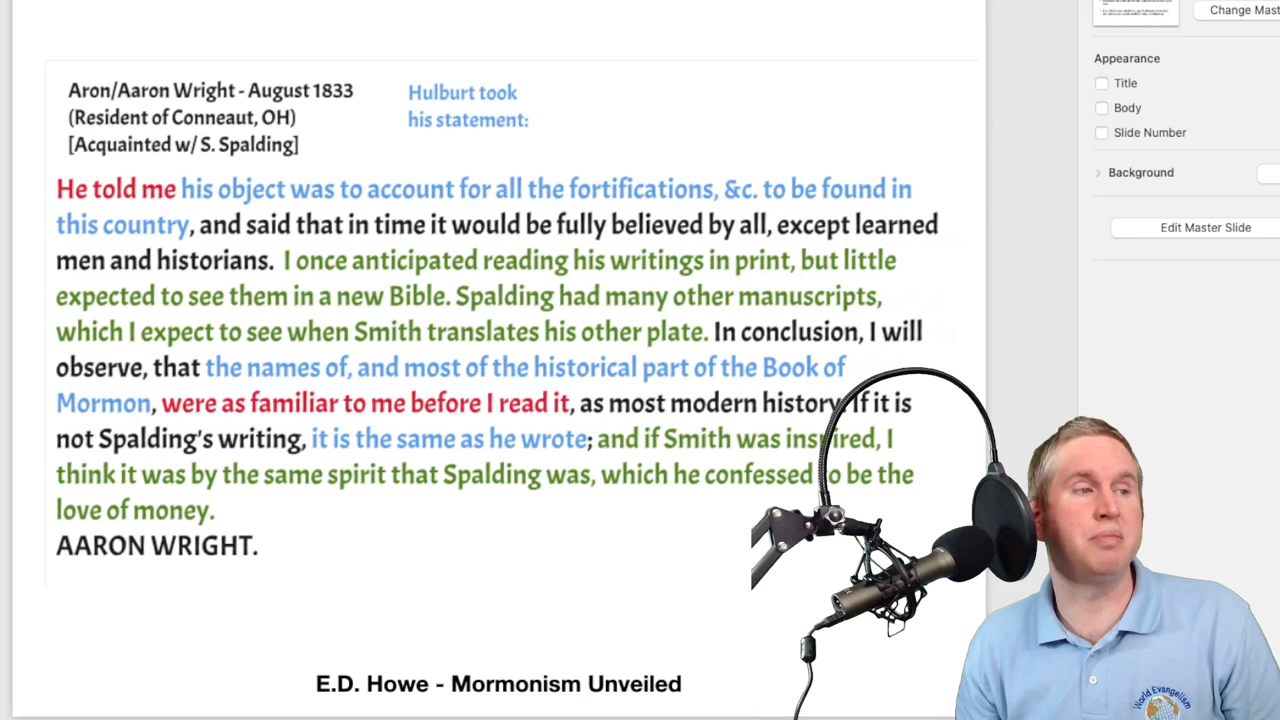 Change Mast
Appearance
Title
Body
Slide Number
Background
Edit Master Slide
Aron/Aaron Wright - August 1833
(Resident of Conneaut, OH)
[Acquainted w/ S. Spalding]
Hulburt took
his statement:
He told me his object was to account for all the fortifications, &c. to be found in
this country, and said that in time it would be fully believed by all, except learned
men and historians. I once anticipated reading his writings in print, but little
expected to see them in a new Bible. Spalding had many other manuscripts,
which I expect to see when Smith translates his other plate. In conclusion, I will
observe, that the names of, and most of the historical part of the Book of
Mormon, were as familiar to me before I read it, as most modern history. If it is
not Spalding's writing, it is the same as he wrote; and if Smith was inspired, I
think it was by the same spirit that Spalding was, which he confessed to be the
love of money.
AARON WRIGHT.
E.D. Howe - Mormonism Unveiled
World Evangelism